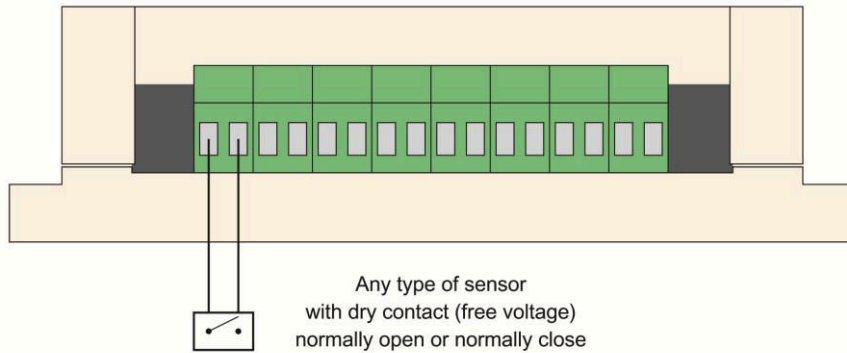 Any type of sensor
with dry contact (free voltage)
normally open or normally close